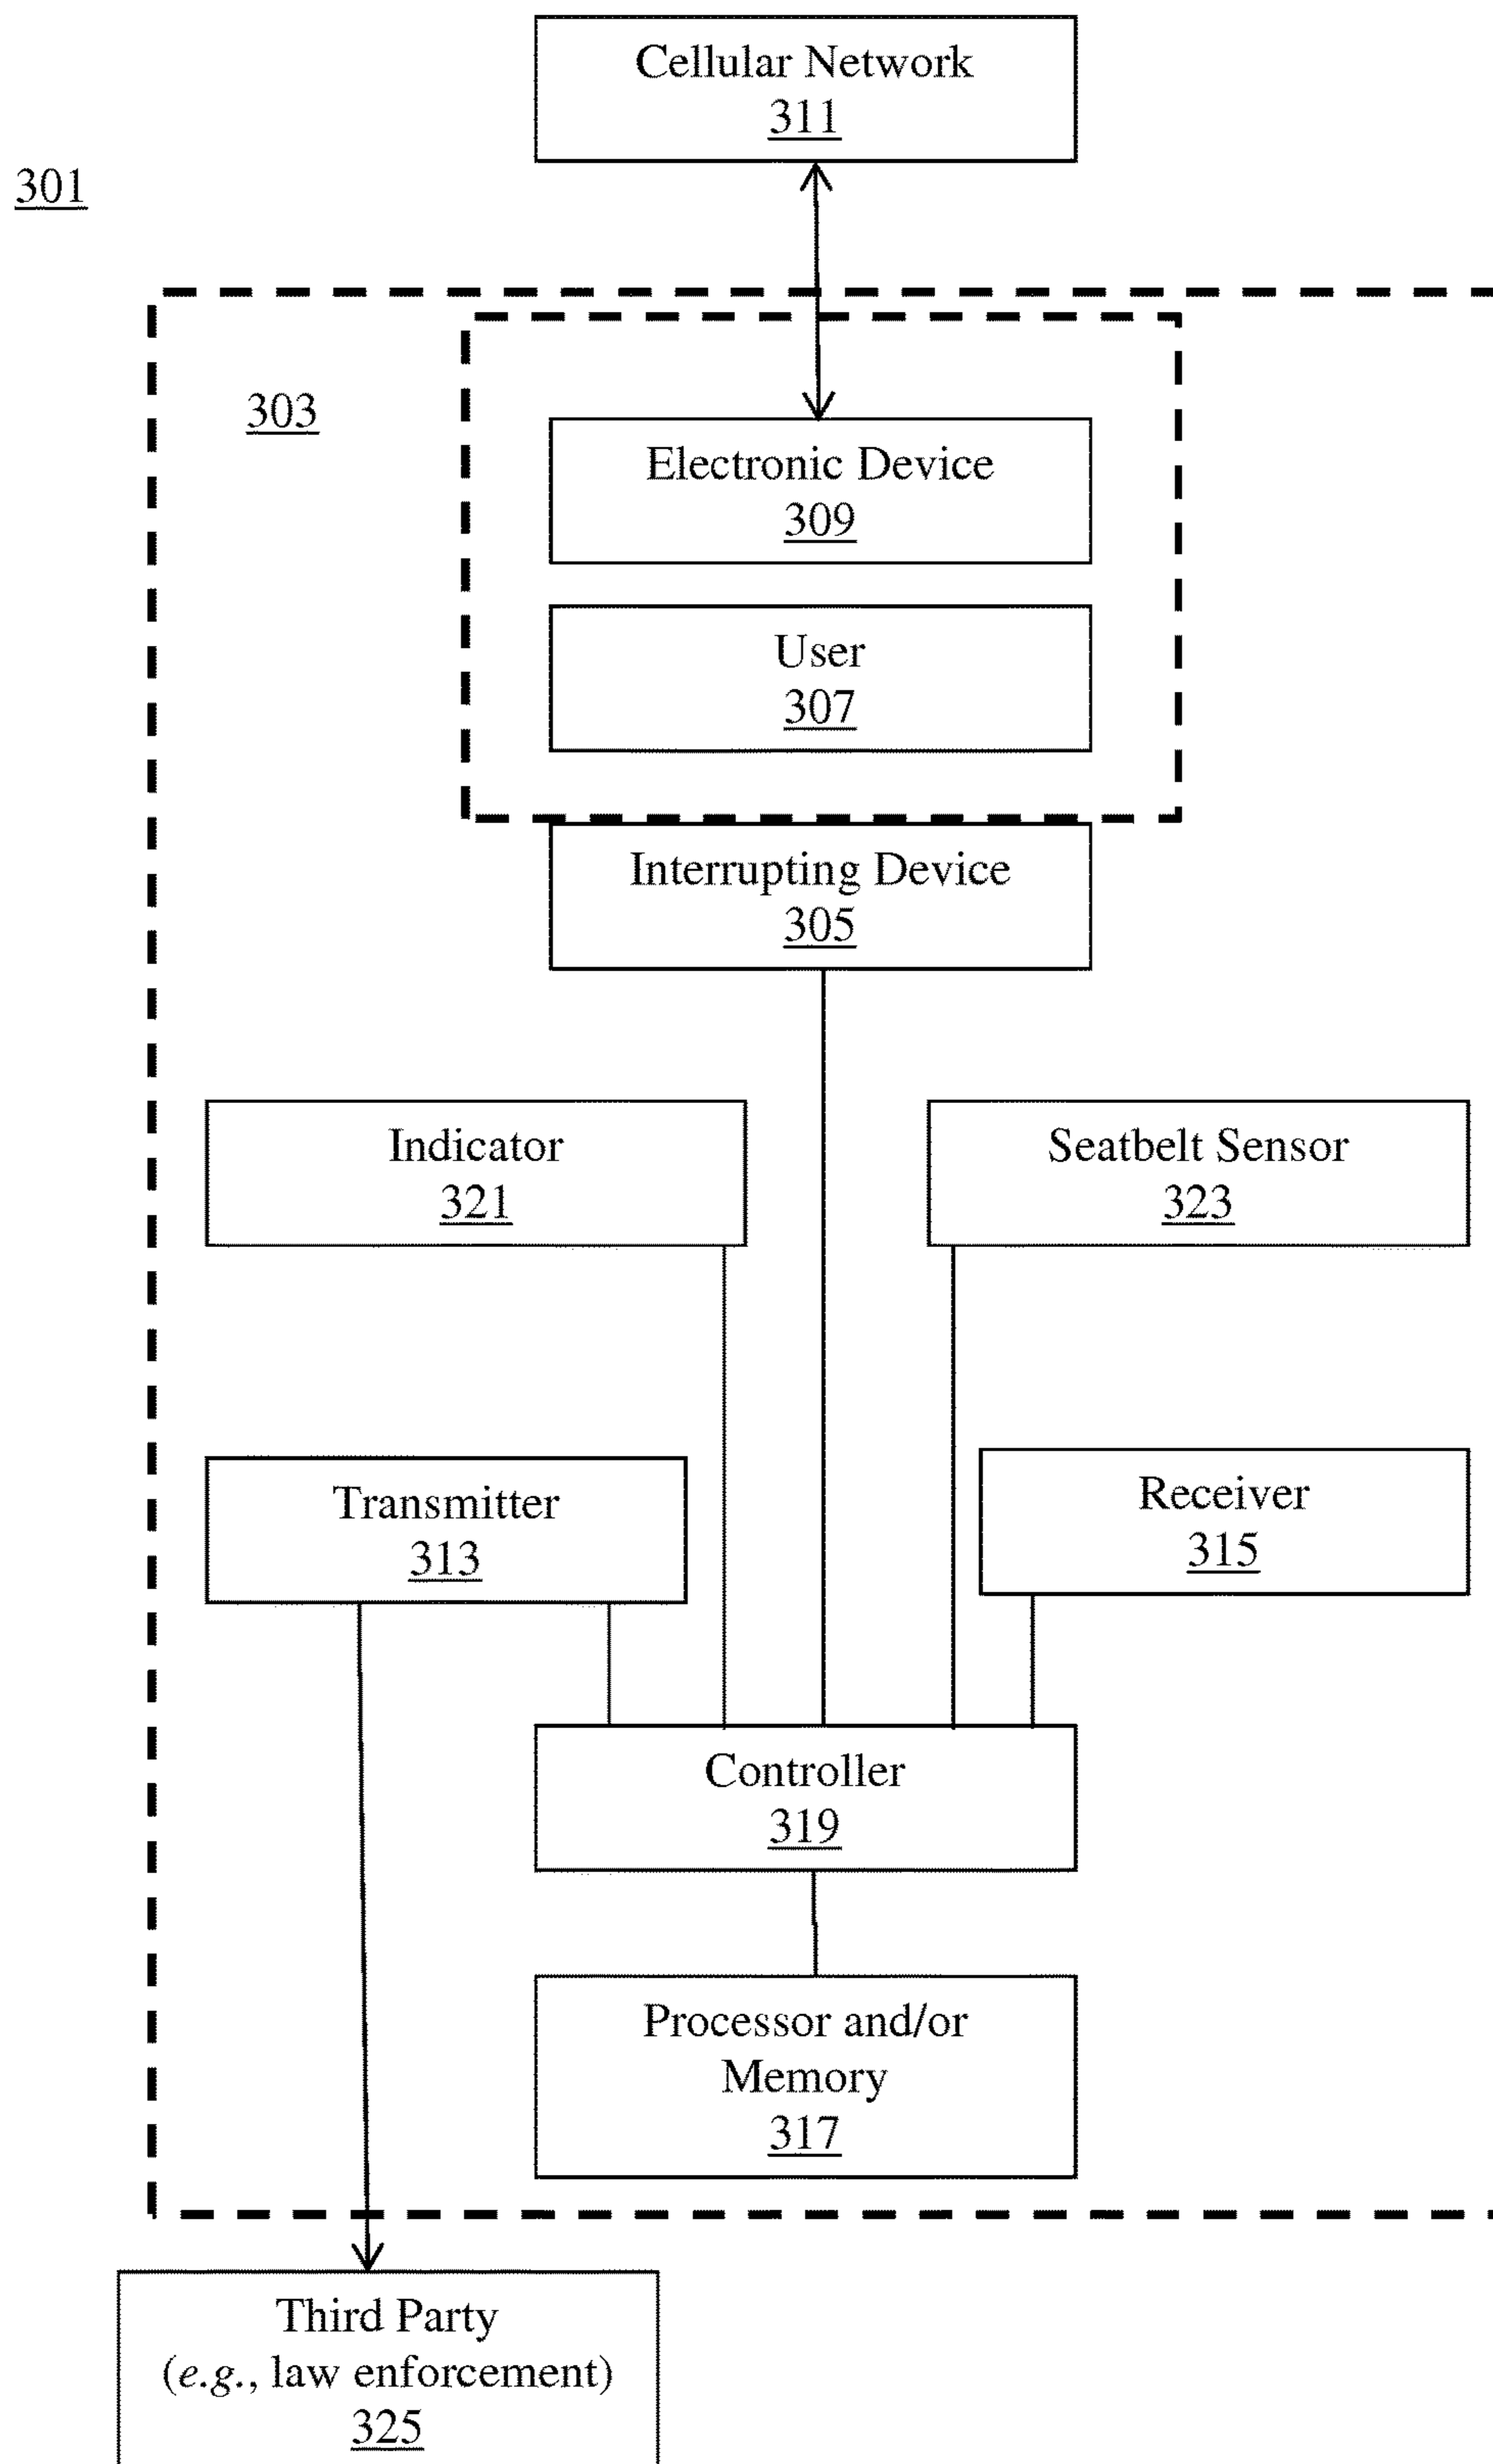 Cellular Network
311
301
303
Electronic Device
309
User
307
Interrupting Device
305
Indicator
321
Seatbelt Sensor
323
Transmitter
313
Receiver
315
Controller
319
Processor and/or
Memory
317
Third Party
(e.g., law enforcement)
325